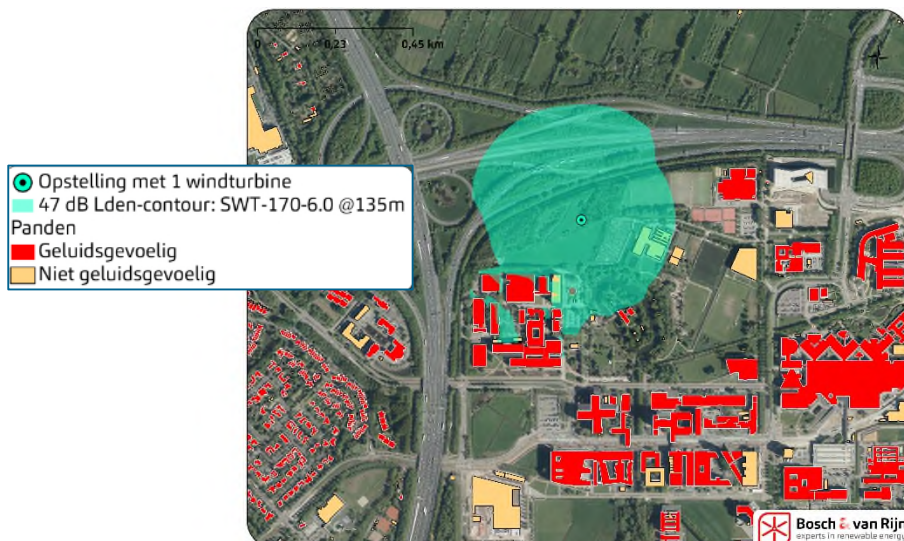 0 0,23 0,45 km
Opstelling met 1 windturbine
47 dB Lden-contour: SWT-170-6.0 @135m
Panden
Geluidsgevoelig
Niet geluidsgevoelig
Bosch & van Rijn
experts in renewable energy